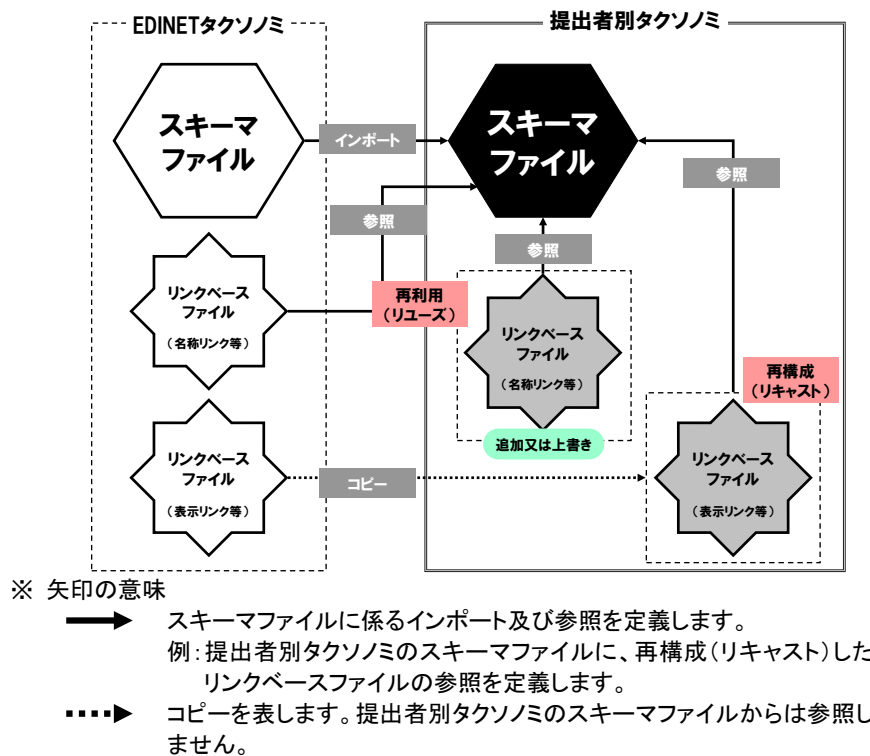 EDINETタクソノミ
提出者別タクソノミ
スキーマ
ファイル
インポート
スキーマ
ファイル
参照
参照
参照
リンクベース
ファイル
（名称リンク等）
再利用
（リユーズ）
リンクベース
ファイル
（名称リンク等）
追加又は上書き
再構成
（リキャスト）
リンクベース
ファイル
（表示リンク等）
コピー
リンクベース
ファイル
（表示リンク等）
※ 矢印の意味
スキーマファイルに係るインポート及び参照を定義します。
例：提出者別タクソノミのスキーマファイルに、再構成（リキャスト）した
リンクベースファイルの参照を定義します。
コピーを表します。提出者別タクソノミのスキーマファイルからは参照し
ません。